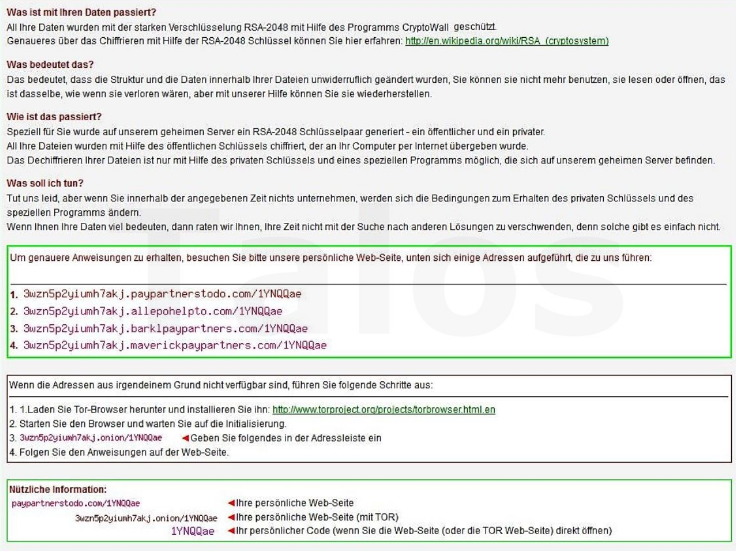 Was ist mit Ihren Daten passiert?
All Ihre Daten wurden mit der starken Verschlüsselung RSA-2048 mit Hilfe des Programms CryptoWall geschützt.
Genaueres über das Chiffrieren mit Hilfe der RSA-2048 Schlüssel können Sie hier erfahren: http://en.wikipedia.org/wiki/RSA_(cryptosystem)
Was bedeutet das?
Das bedeutet, dass die Struktur und die Daten innerhalb Ihrer Dateien unwiderruflich geändert wurden, Sie können sie nicht mehr benutzen, sie lesen oder öffnen, das
ist dasselbe, wie wenn sie verloren wären, aber mit unserer Hilfe können Sie sie wiederherstellen.
Wie ist das passiert?
Speziell für Sie wurde auf unserem geheimen Server ein RSA-2048 Schlüsselpaar generiert - ein öffentlicher und ein privater.
All Ihre Dateien wurden mit Hilfe des öffentlichen Schlüssels chiffriert, der an Ihr Computer per Internet übergeben wurde.
Das Dechiffrieren Ihrer Dateien ist nur mit Hilfe des privaten Schlüssels und eines speziellen Programms möglich, die sich auf unserem geheimen Server befinden.
Was soll ich tun?
Tut uns leid, aber wenn Sie innerhalb der angegebenen Zeit nichts unternehmen, werden sich die Bedingungen zum Erhalten des privaten Schlüssels und des
speziellen Programms ändern.
Wenn Ihnen Ihre Daten viel bedeuten, dann raten wir Ihnen, Ihre Zeit nicht mit der Suche nach anderen Lösungen zu verschwenden, denn solche gibt es einfach nicht.
Talos
Um genauere Anweisungen zu erhalten, besuchen Sie bitte unsere persönliche Web-Seite, unten sich einige Adressen aufgeführt, die zu uns führen:
1. 3wzn5p2yiumh7akj.paypartnerstodo.com/1YNQQae
2. 3wzn5p2yiumh7akj.allepohelpto.com/1YNQQae
3. 3wzn5p2yiumh7akj.barklpaypartners.com/1YNQQae
4. 3wzn5p2yiumh7akj.maverickpaypartners.com/1YNQQae
Wenn die Adressen aus irgendeinem Grund nicht verfügbar sind, führen Sie folgende Schritte aus:
1. 1.Laden Sie Tor-Browser herunter und installieren Sie ihn: http://www.torproject.org/projects/torbrowser.html.en
2. Starten Sie den Browser und warten Sie auf die Initialisierung.
3. 3wzn5p2yiumh7akj.onion/1YNQQae ◄Geben Sie folgendes in der Adressleiste ein
4. Folgen Sie den Anweisungen auf der Web-Seite.
Nützliche Information:
paypartnerstodo.com/1YNQQae ◄Ihre persönliche Web-Seite
3wzn5p2yiumh7akj.onion/1YNQQae ◄Ihre persönliche Web-Seite (mit TOR)
1YNQQae ◄Ihr personlicher Code (wenn Sie die Web-Seite (oder die TOR Web-Seite) direkt öffnen)